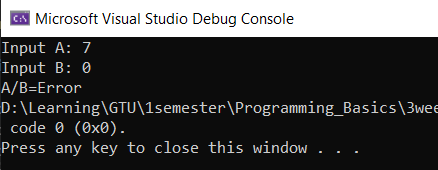 Microsoft Visual Studio Debug Console
Input A: 7
Input B: 0
A/B=Error
D:\Learning\GTU\1semester\Programming_Basics\3wee
 code 0 (0x0).
Press any key to close this window . . .